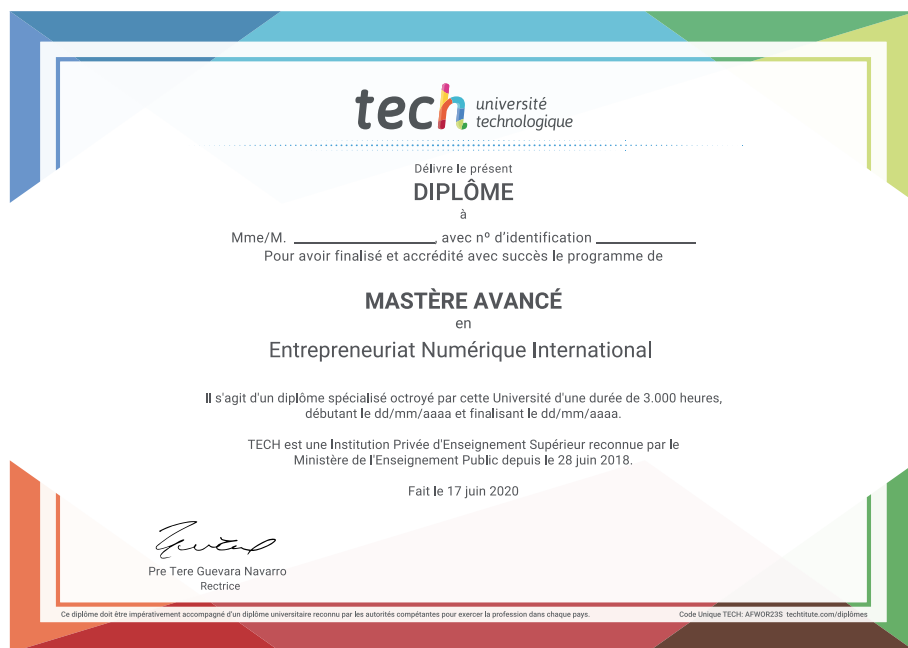 tech université
technologique
Délivre le présent
DIPLÔME
à
Mme/M. ____________, avec nº d'identification ____________
Pour avoir finalisé et accrédité avec succès le programme de
MASTÈRE AVANCÉ
en
Entrepreneuriat Numérique International
Il s'agit d'un diplôme spécialisé octroyé par cette Université d'une durée de 3.000 heures,
débutant le dd/mm/aaaa et finalisant le dd/mm/aaaa.
TECH est une Institution Privée d'Enseignement Supérieur reconnue par le
Ministère de l'Enseignement Public depuis le 28 juin 2018.
Fait le 17 juin 2020
Pre Tere Guevara Navarro
Rectrice
Ce diplôme doit être impérativement accompagné d'un diplôme universitaire reconnu par les autorités compétentes pour exercer la profession dans chaque pays.
Code Unique TECH: AFWOR23S techtitute.com/diplômes